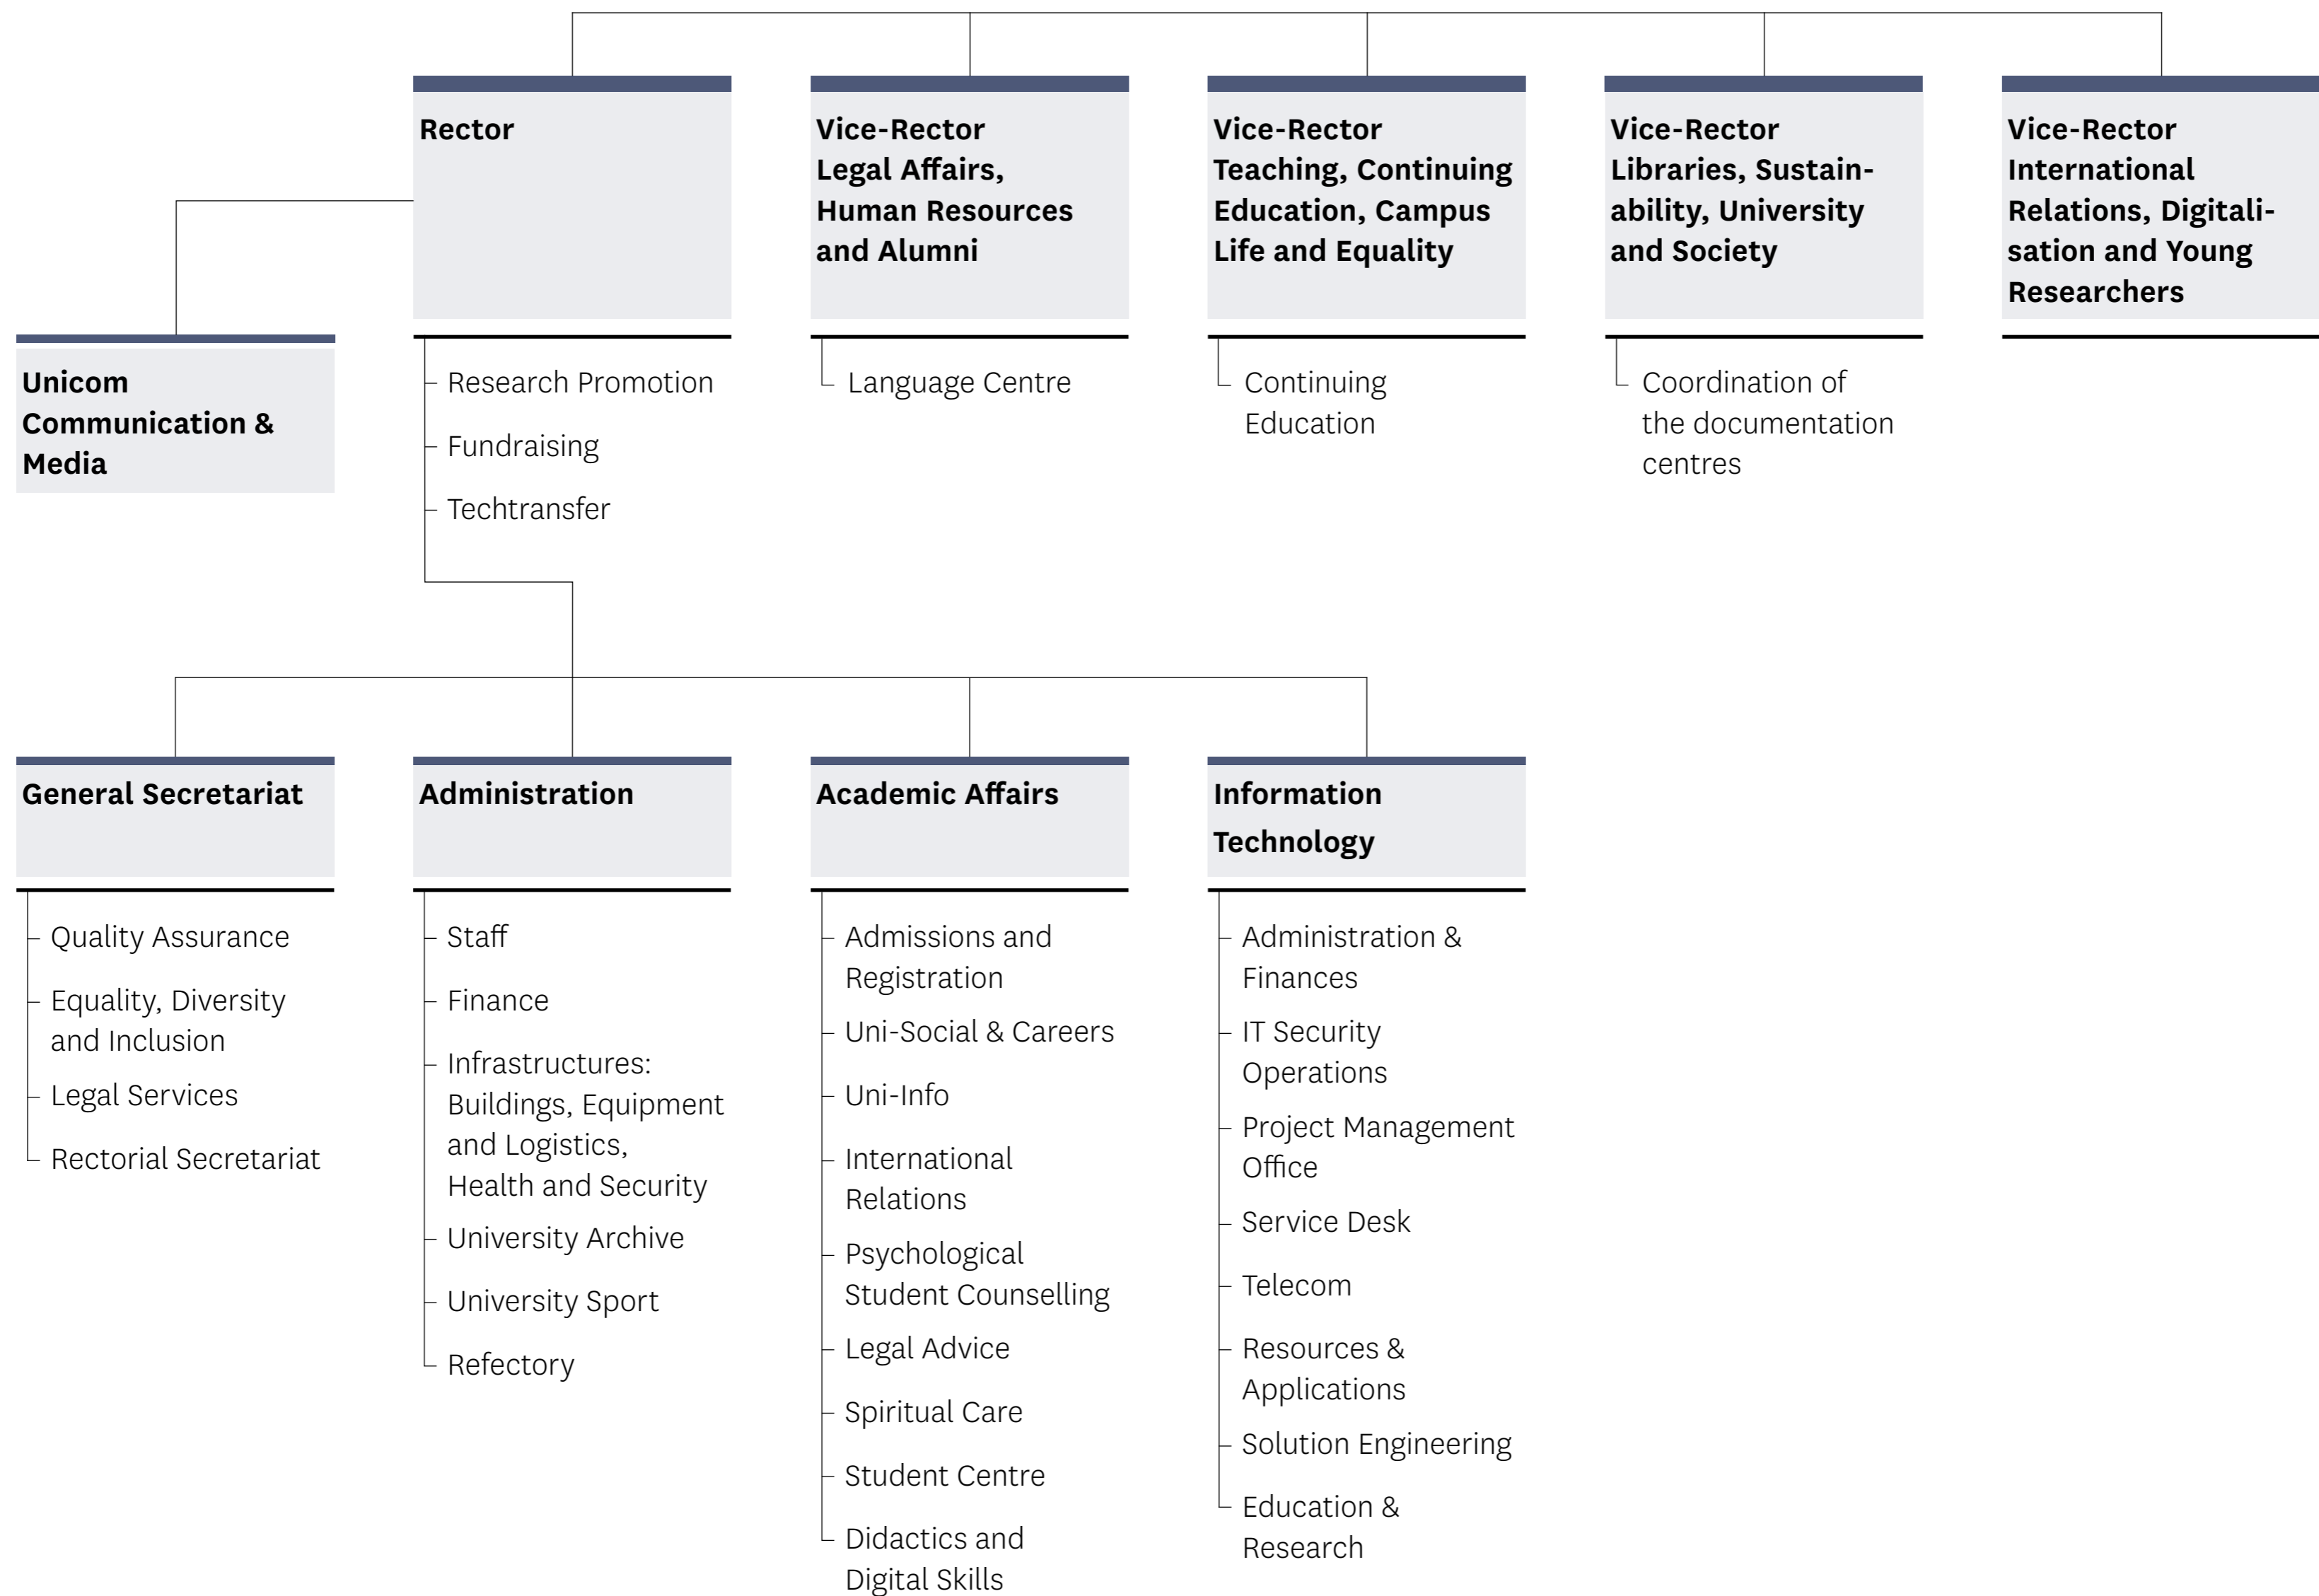 Rector
Vice-Rector
Legal Affairs,
Human Resources
and Alumni
Vice-Rector
Teaching, Continuing
Education, Campus
Life and Equality
Vice-Rector
Libraries, Sustain-
ability, University
and Society
Vice-Rector
International
Relations, Digitali-
sation and Young
Researchers
Unicom
Communication &
Media
Research Promotion
Fundraising
Techtransfer
Language Centre
Continuing
Education
Coordination of
the documentation
centres
General Secretariat
Quality Assurance
Equality, Diversity
and Inclusion
Legal Services
Rectorial Secretariat
Administration
Staff
Finance
Infrastructures:
Buildings, Equipment
and Logistics,
Health and Security
University Archive
University Sport
Refectory
Academic Affairs
Admissions and
Registration
Uni-Social & Careers
Uni-Info
International
Relations
Psychological
Student Counselling
Legal Advice
Spiritual Care
Student Centre
Didactics and
Digital Skills
Information
Technology
Administration &
Finances
IT Security
Operations
Project Management
Office
Service Desk
Telecom
Resources &
Applications
Solution Engineering
Education &
Research